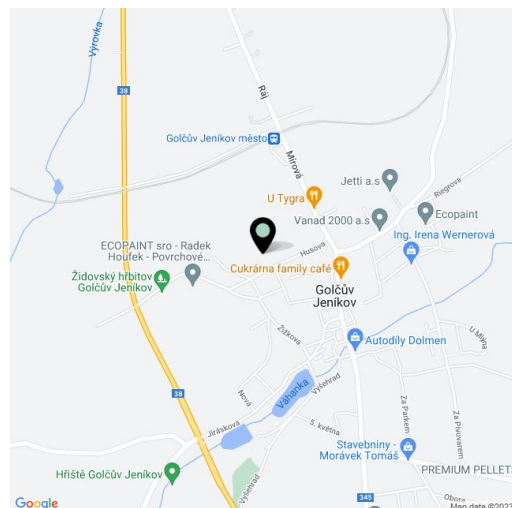 Výrovka
38
Ráj
Golčův Jeníkov město
Mírová
Jetti a.s
Riegrova
U Tygra
Vanad 2000 a.s
Ecopaint
Ing. Irena Wernerová
ECOPAINT sro - Radek
Houfek - Povrchové...
Husova
Cukrárna family café
Židovský hřbitov
Golčův Jeníkov
Golčův
Jeníkov
Žižkova
Autodíly Dolmen
U Mlýna
Nová
Váhanka
Vyšehrad
38
Za Parkem
Za Pivovarem
Jiráskova
5. května
Stavebniny -
Morávek Tomáš
Hřiště Golčův Jeníkov
PREMIUM PELLET
Vyšehrad
345
Obora
Google
Map data ©202